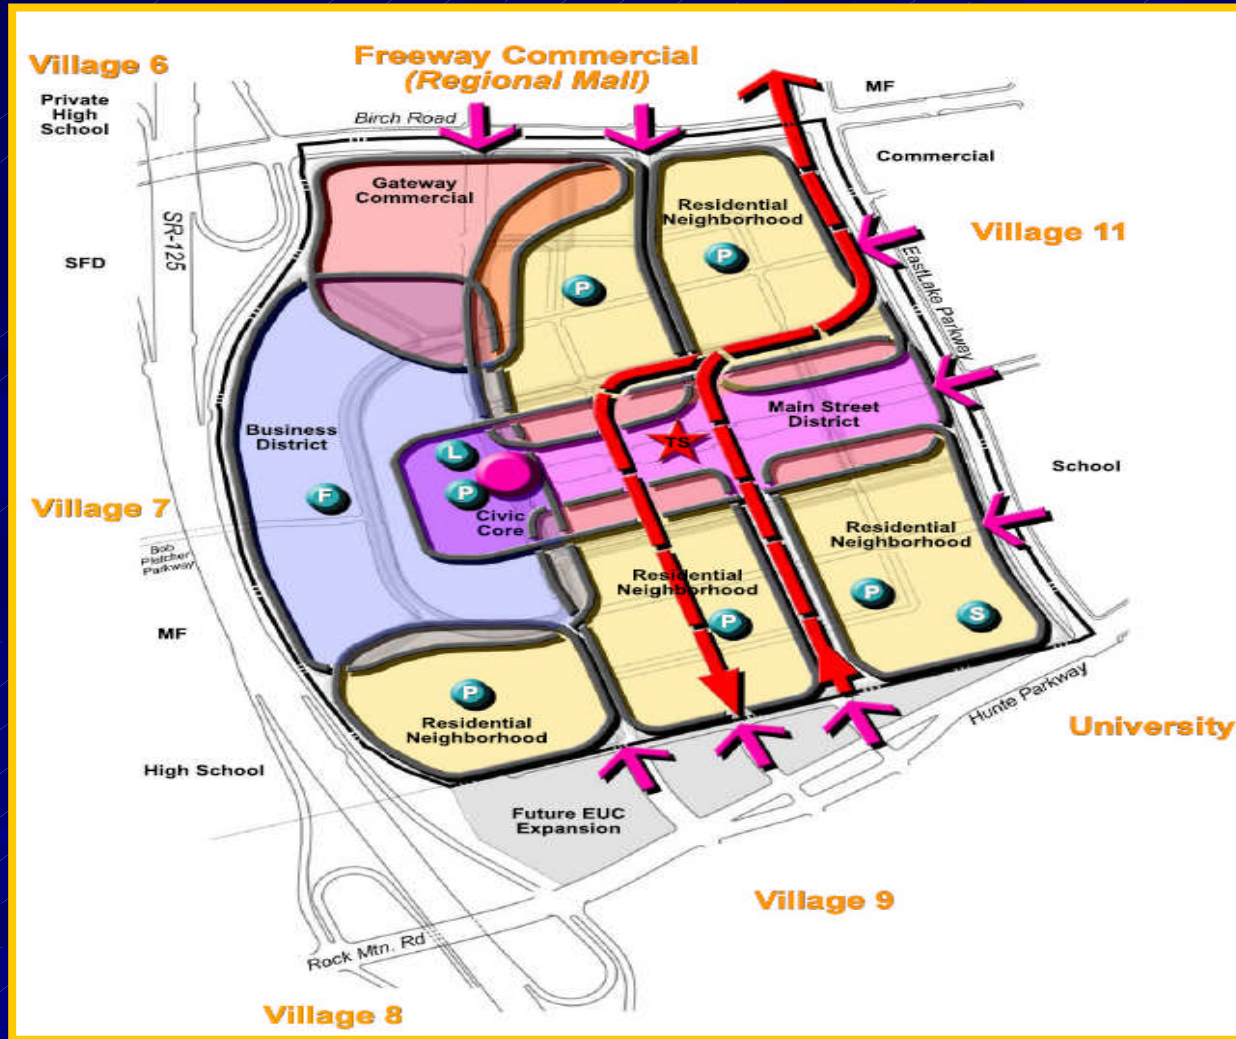 Village 6
Freeway Commercial
(Regional Mall)
MF
Private
High
School
Birch Road
Commercial
Gateway
Commercial
Residential
Neighborhood
SR-125
Village 11
SFD
P
P
EastLake Parkway
Main Street
District
Business
District
TS
L
School
P
F
Village 7
Civic
Core
Residential
Neighborhood
Bob
Pletcher
Parkway
Residential
Neighborhood
P
S
P
MF
P
Residential
Neighborhood
Hunte Parkway
University
High School
Future EUC
Expansion
Village 9
Rock Mtn. Rd
Village 8